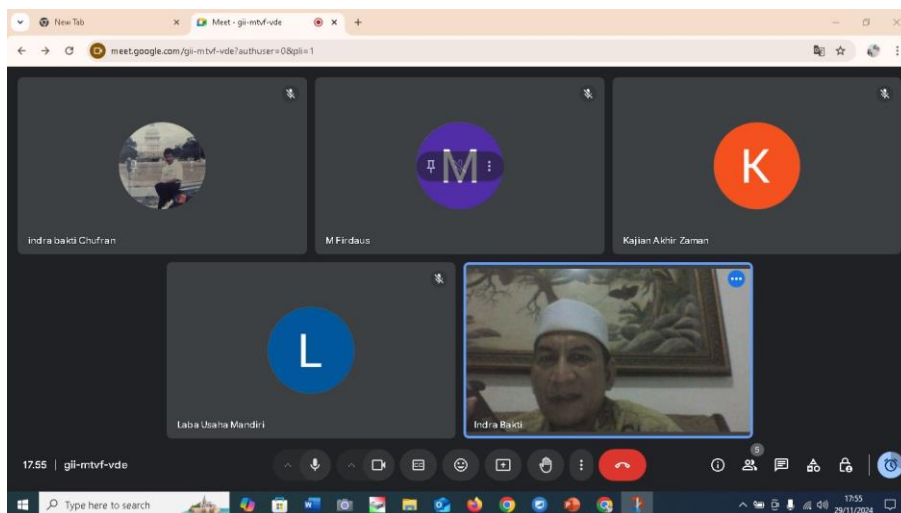 New Tab
Meet - gii-mtvf-vde
meet.google.com/gii-mtvf-vde?authuser=0&pli=1
M
K
indra bakti Chufran
M Firdaus
Kajian Akhir Zaman
L
Laba Usaha Mandiri
Indra Bakti
17.55 | gii-mtvf-vde
5
Type here to search
17:55
29/11/2024